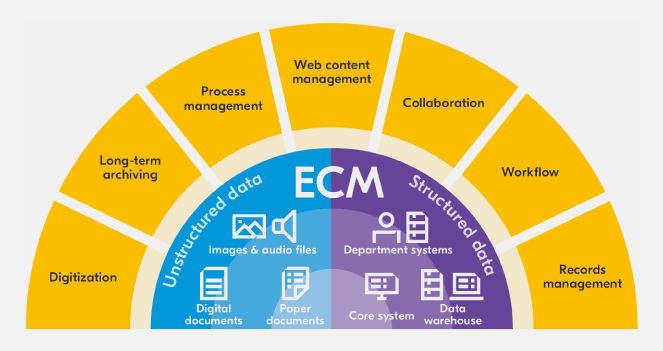 Web content
management
Process
management
Collaboration
Long-term
archiving
Workflow
Digitization
Records
management
ECM
Unstructured data
Structured data
Images & audio files
Department systems
Digital
documents
Paper
documents
Core system
Data
warehouse